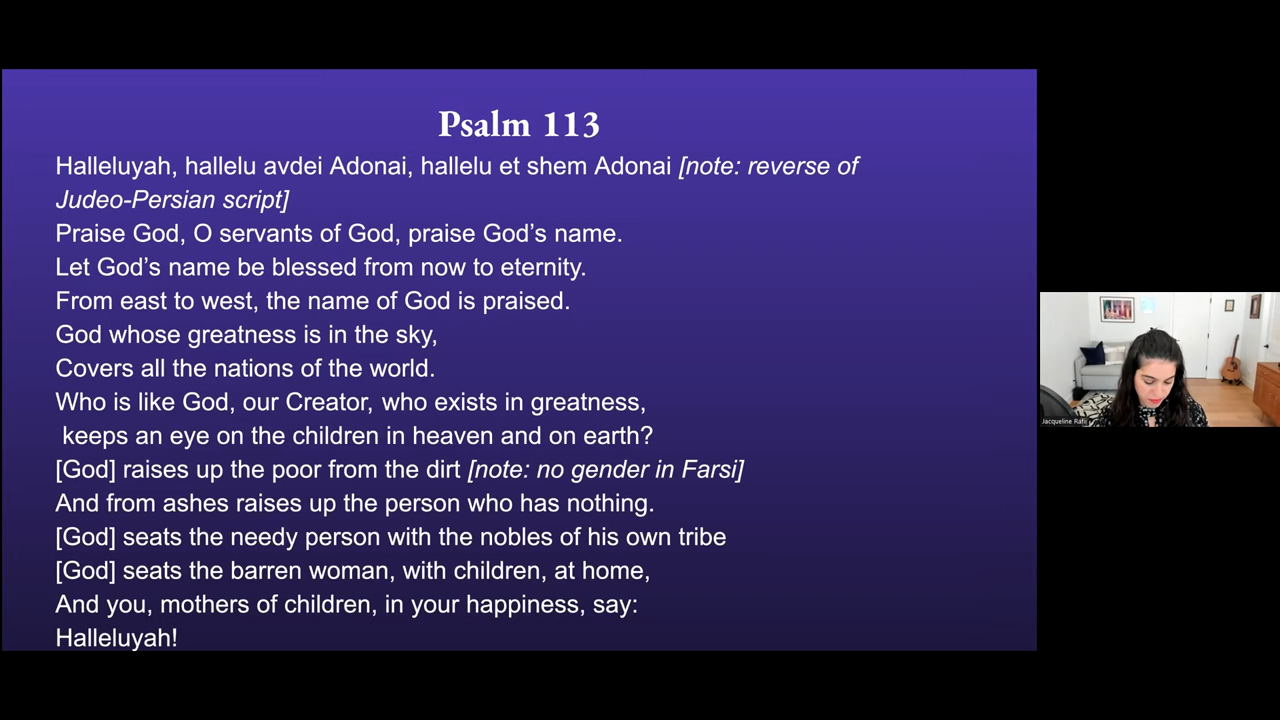 Psalm 113
Halleluyah, hallelu avdei Adonai, hallelu et shem Adonai [note: reverse of
Judeo-Persian script]
Praise God, O servants of God, praise God’s name.
Let God’s name be blessed from now to eternity.
From east to west, the name of God is praised.
God whose greatness is in the sky,
Covers all the nations of the world.
Who is like God, our Creator, who exists in greatness,
keeps an eye on the children in heaven and on earth?
[God] raises up the poor from the dirt [note: no gender in Farsi]
And from ashes raises up the person who has nothing.
[God] seats the needy person with the nobles of his own tribe
[God] seats the barren woman, with children, at home,
And you, mothers of children, in your happiness, say:
Halleluyah!
Jacqueline Rafii